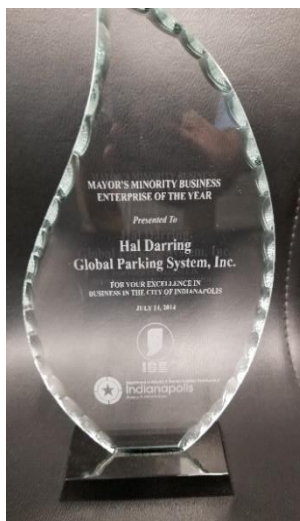 MAYOR'S MINORITY BUSINESS
ENTERPRISE OF THE YEAR
Presented To
Hal Darring
Global Parking System, Inc.
FOR YOUR EXCELLENCE IN
BUSINESS IN THE CITY OF INDIANAPOLIS
JULY 14, 2014
Indianapolis